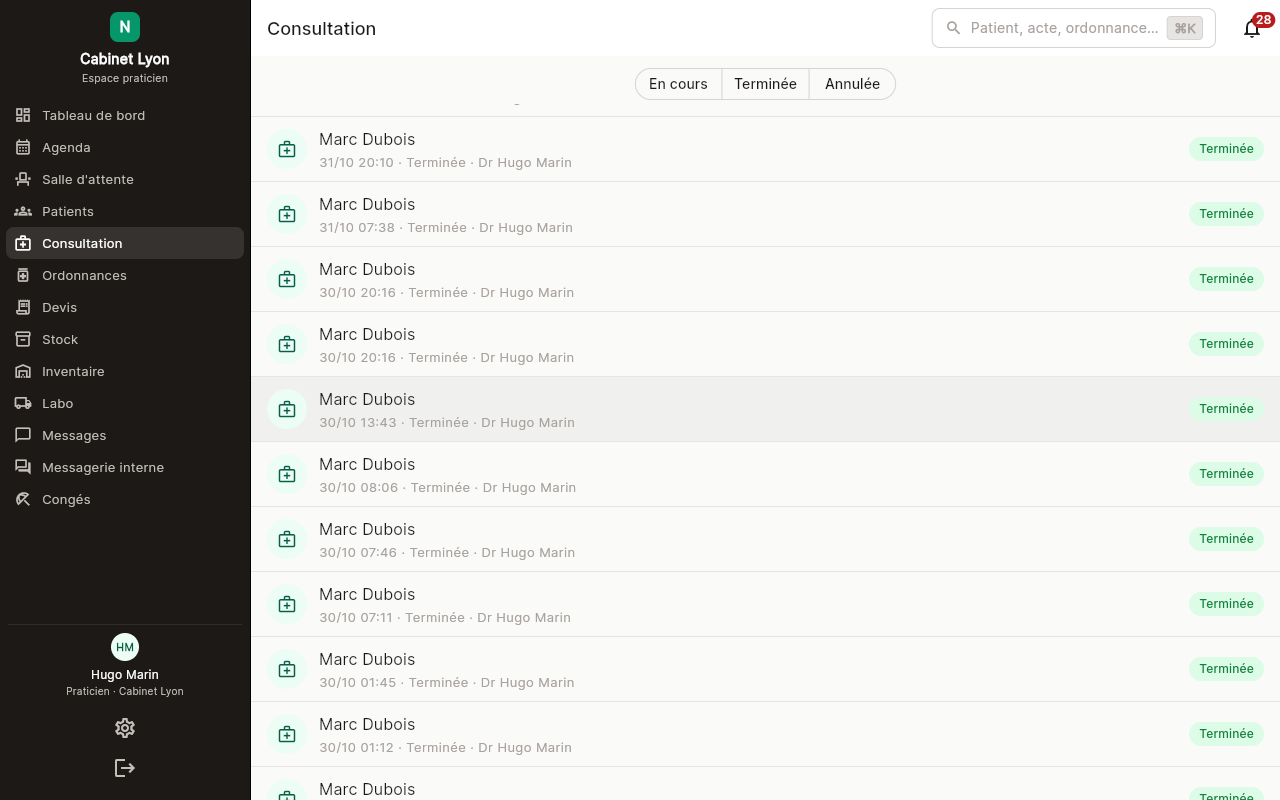 N
Cabinet Lyon
Espace praticien
Tableau de bord
Agenda
Salle d'attente
Patients
Consultation
Ordonnances
Devis
Stock
Inventaire
Labo
Messages
Messagerie interne
Congés
HM
Hugo Marin
Praticien · Cabinet Lyon
Consultation
Patient, acte, ordonnance... ⌘K
28
En cours Terminée Annulée
Marc Dubois
31/10 20:10 · Terminée · Dr Hugo Marin
Terminée
Marc Dubois
31/10 07:38 · Terminée · Dr Hugo Marin
Terminée
Marc Dubois
30/10 20:16 · Terminée · Dr Hugo Marin
Terminée
Marc Dubois
30/10 20:16 · Terminée · Dr Hugo Marin
Terminée
Marc Dubois
30/10 13:43 · Terminée · Dr Hugo Marin
Terminée
Marc Dubois
30/10 08:06 · Terminée · Dr Hugo Marin
Terminée
Marc Dubois
30/10 07:46 · Terminée · Dr Hugo Marin
Terminée
Marc Dubois
30/10 07:11 · Terminée · Dr Hugo Marin
Terminée
Marc Dubois
30/10 01:45 · Terminée · Dr Hugo Marin
Terminée
Marc Dubois
30/10 01:12 · Terminée · Dr Hugo Marin
Terminée
Marc Dubois
Terminée